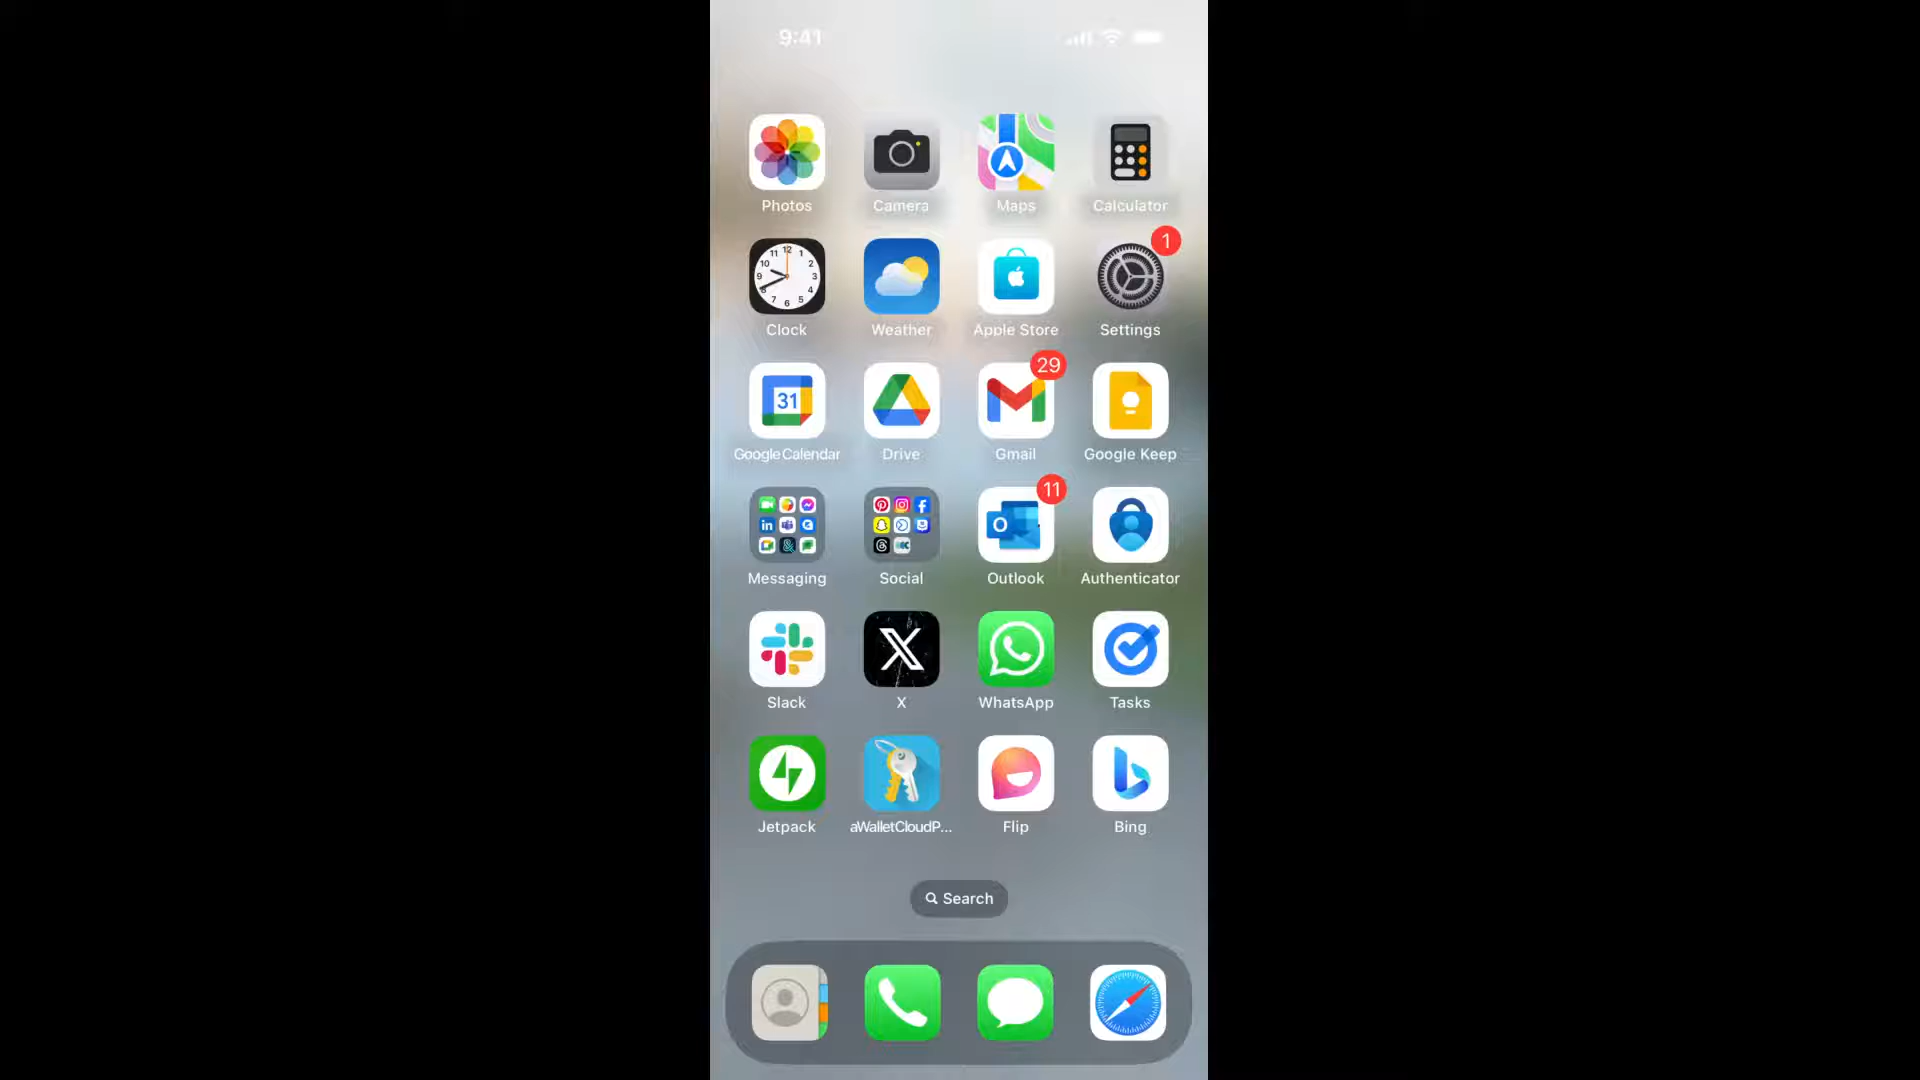 9:41
Photos
Camera
Maps
Calculator
1
Clock
Weather
Apple Store
Settings
31
29
Google Calendar
Drive
Gmail
Google Keep
11
Messaging
Social
Outlook
Authenticator
Slack
X
WhatsApp
Tasks
Jetpack
aWalletCloudP...
Flip
Bing
Search